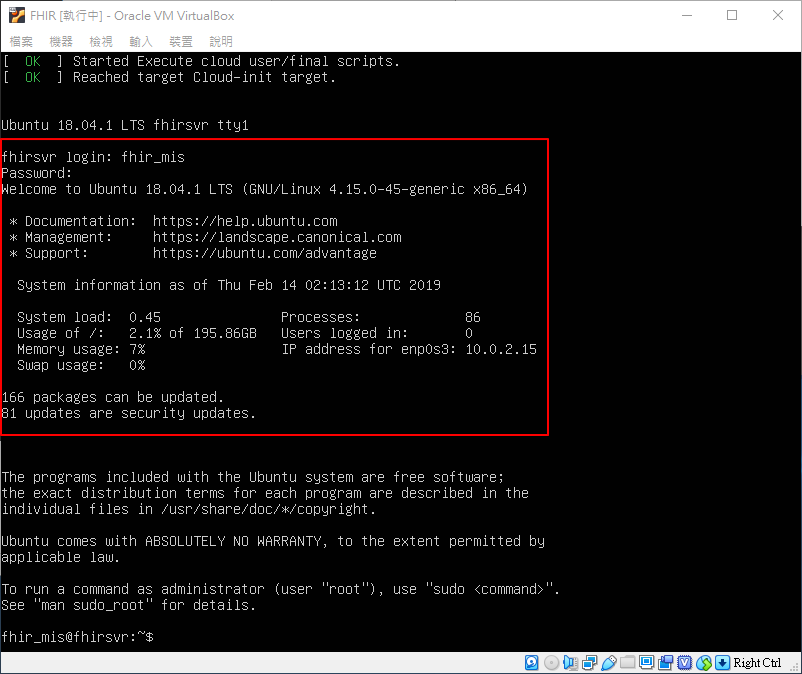 FHIR [執行中] - Oracle VM VirtualBox
檔案 機器 檢視 輸入 裝置 說明
[  OK  ] Started Execute cloud user/final scripts.
[  OK  ] Reached target Cloud-init target.
Ubuntu 18.04.1 LTS fhirsvr tty1
fhirsvr login: fhir_mis
Password:
Welcome to Ubuntu 18.04.1 LTS (GNU/Linux 4.15.0-45-generic x86_64)
* Documentation:  https://help.ubuntu.com
* Management:     https://landscape.canonical.com
* Support:        https://ubuntu.com/advantage
System information as of Thu Feb 14 02:13:12 UTC 2019
System load:  0.45               Processes:             86
Usage of /:   2.1% of 195.86GB   Users logged in:       0
Memory usage: 7%                 IP address for enp0s3: 10.0.2.15
Swap usage:   0%
166 packages can be updated.
81 updates are security updates.
The programs included with the Ubuntu system are free software;
the exact distribution terms for each program are described in the
individual files in /usr/share/doc/*/copyright.
Ubuntu comes with ABSOLUTELY NO WARRANTY, to the extent permitted by
applicable law.
To run a command as administrator (user "root"), use "sudo <command>".
See "man sudo_root" for details.
fhir_mis@fhirsvr:~$
Right Ctrl